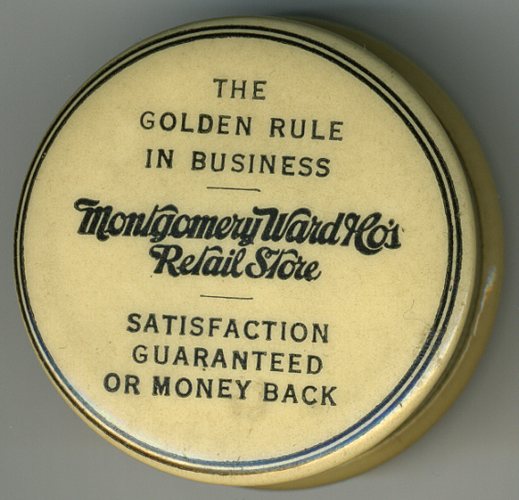 THE
GOLDEN RULE
IN BUSINESS
Montgomery Ward & Co's
Retail Store
SATISFACTION
GUARANTEED
OR MONEY BACK